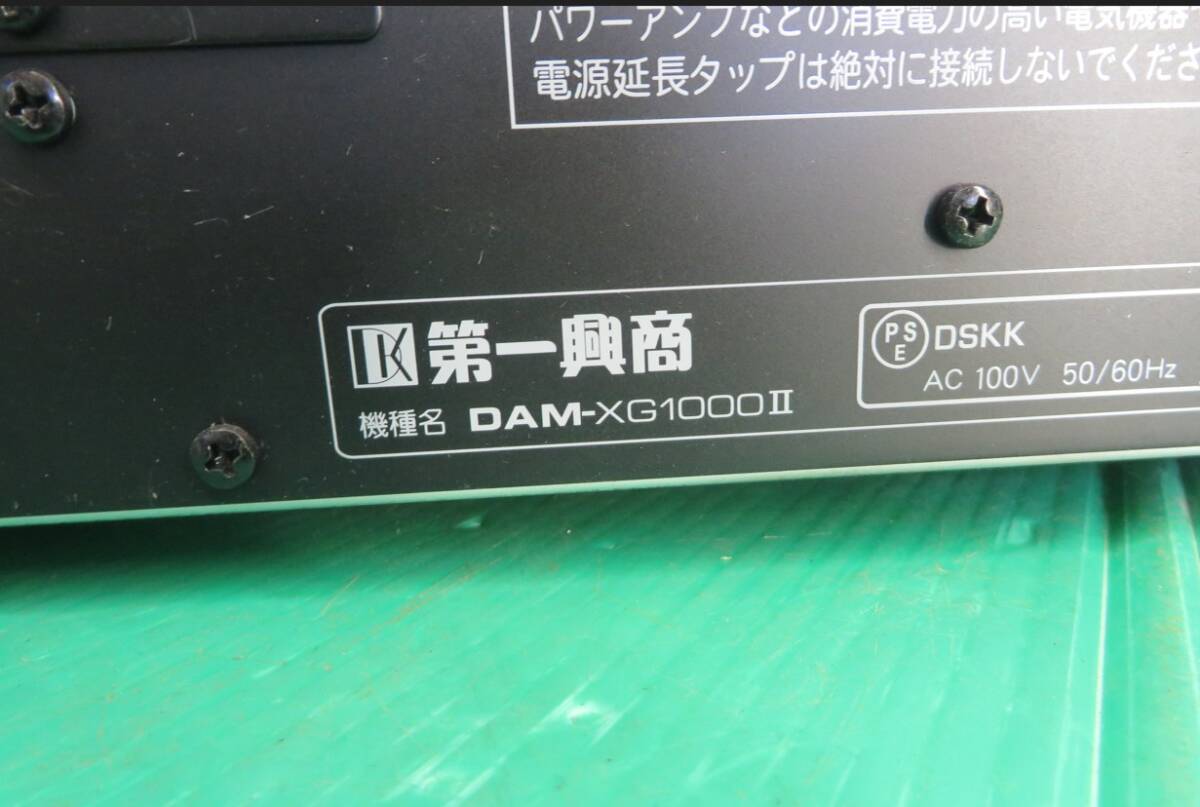 パワーアンプなどの消費電力の高い電気機器
電源延長タップは絶対に接続しないでくださ
DK 第一興商
機種名 DAM-XG1000II
PSE DSKK
AC 100V 50/60Hz